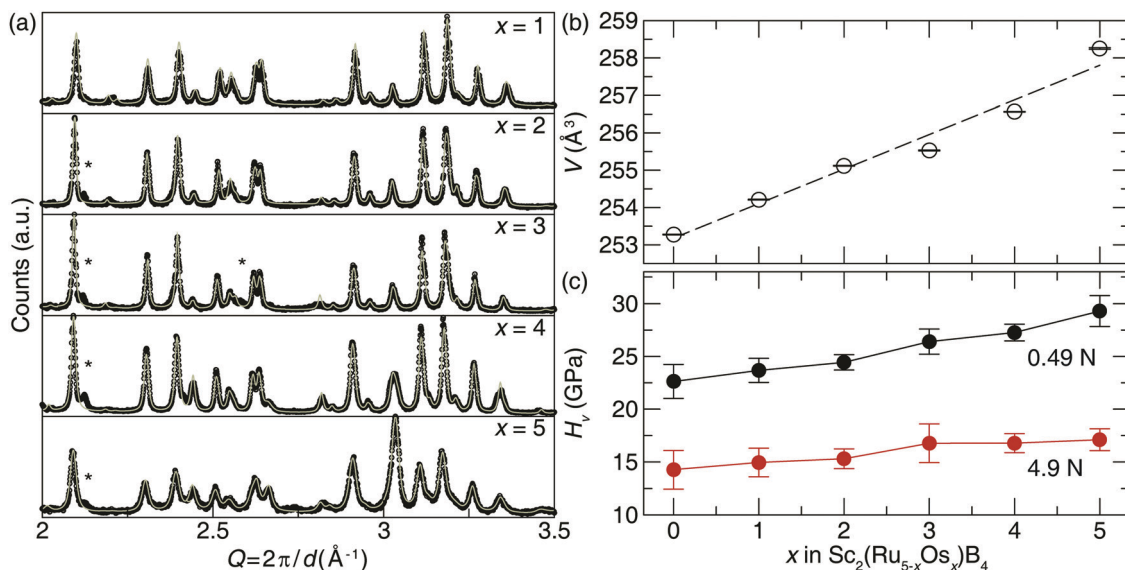 (a)
x = 1
x = 2
*
x = 3
* *
x = 4
*
x = 5
*
Counts (a.u.)
2 2.5 3 3.5
Q=2π/d(Å⁻¹)
(b)
259
258
257
256
255
254
253
V (Å³)
(c)
30
25
20
15
10
Hᵥ (GPa)
0.49 N
4.9 N
0 1 2 3 4 5
x in Sc₂(Ru₅₋ₓOsₓ)B₄